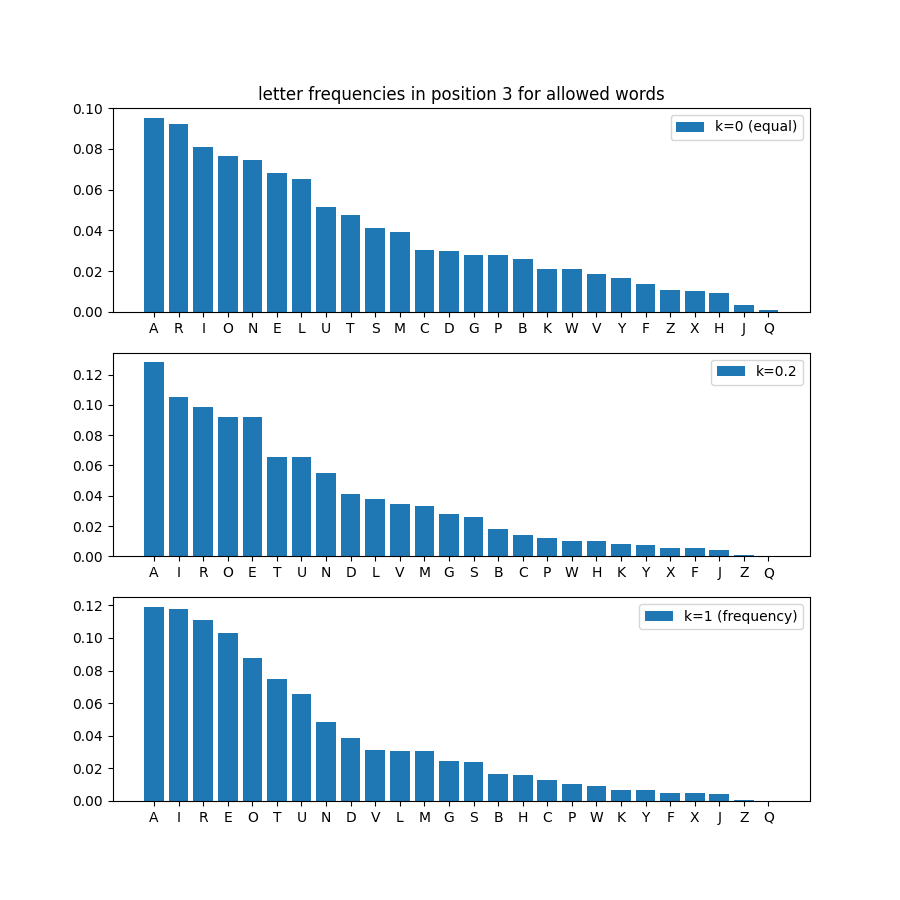 letter frequencies in position 3 for allowed words
0.10
0.08
0.06
0.04
0.02
0.00
k=0 (equal)
A R I O N E L U T S M C D G P B K W V Y F Z X H J Q
0.12
0.10
0.08
0.06
0.04
0.02
0.00
k=0.2
A I R O E T U N D L V M G S B C P W H K Y X F J Z Q
0.12
0.10
0.08
0.06
0.04
0.02
0.00
k=1 (frequency)
A I R E O T U N D V L M G S B H C P W K Y F X J Z Q